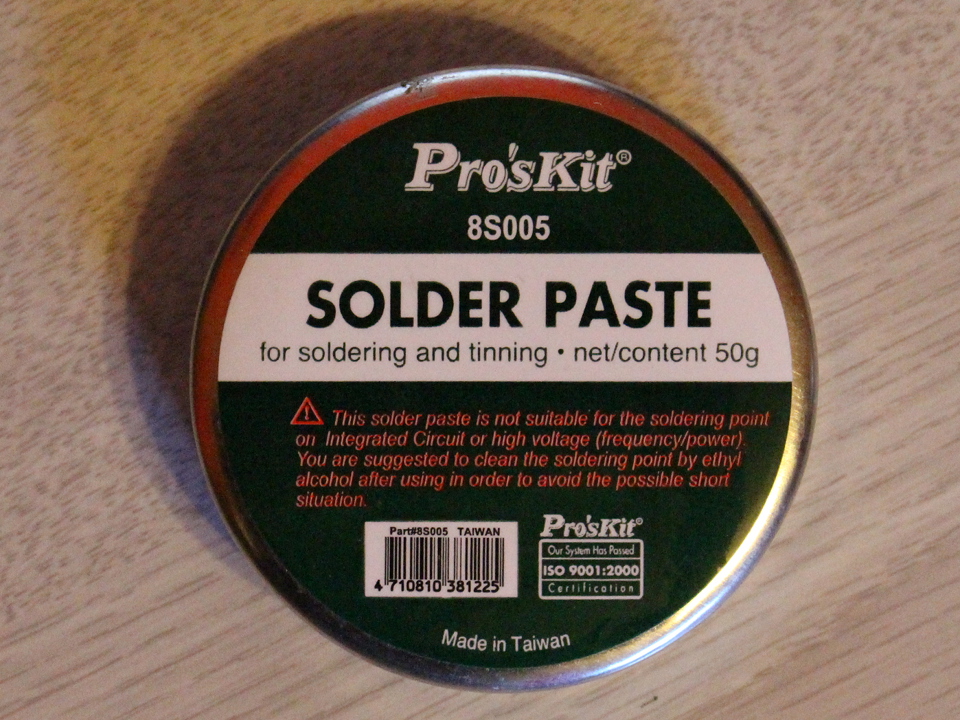 Pro'sKit®
8S005
SOLDER PASTE
for soldering and tinning • net/content 50g
This solder paste is not suitable for the soldering point
on Integrated Circuit or high voltage (frequency/power).
You are suggested to clean the soldering point by ethyl
alcohol after using in order to avoid the possible short
situation.
Part#8S005 TAIWAN
4 710810 381225
Pro'sKit®
Our System Has Passed
ISO 9001:2000
Certification
Made in Taiwan